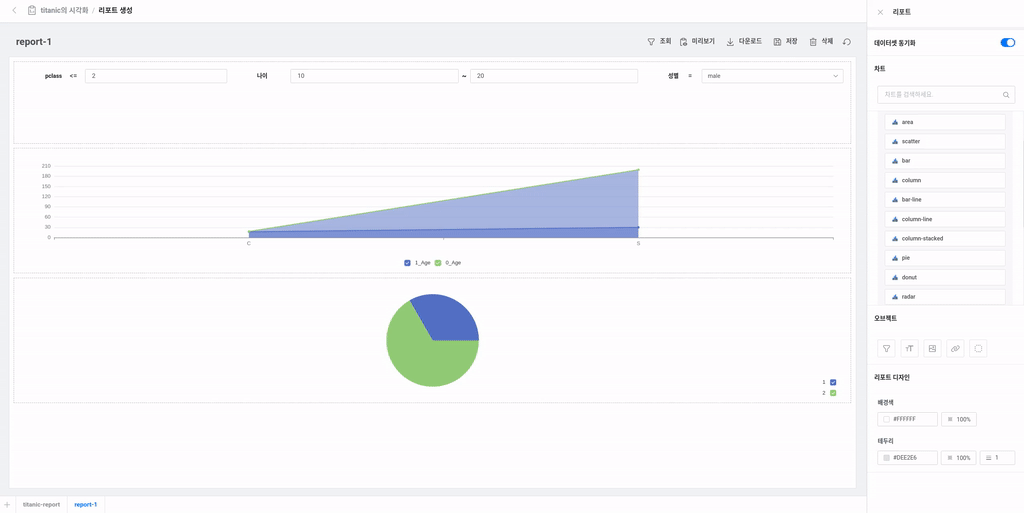 titanic의 시각화 / 리포트 생성
report-1
조회 미리보기 다운로드 저장 삭제
pclass <= 2 나이 10 ~ 20 성별 = male
210
180
150
120
90
60
30
0
C S
1_Age 0_Age
1
2
titanic-report report-1
리포트
데이터셋 동기화
차트
차트를 검색하세요.
area
scatter
bar
column
bar-line
column-line
column-stacked
pie
donut
radar
오브젝트
리포트 디자인
배경색
#FFFFFF 100%
테두리
#DEE2E6 100% 1